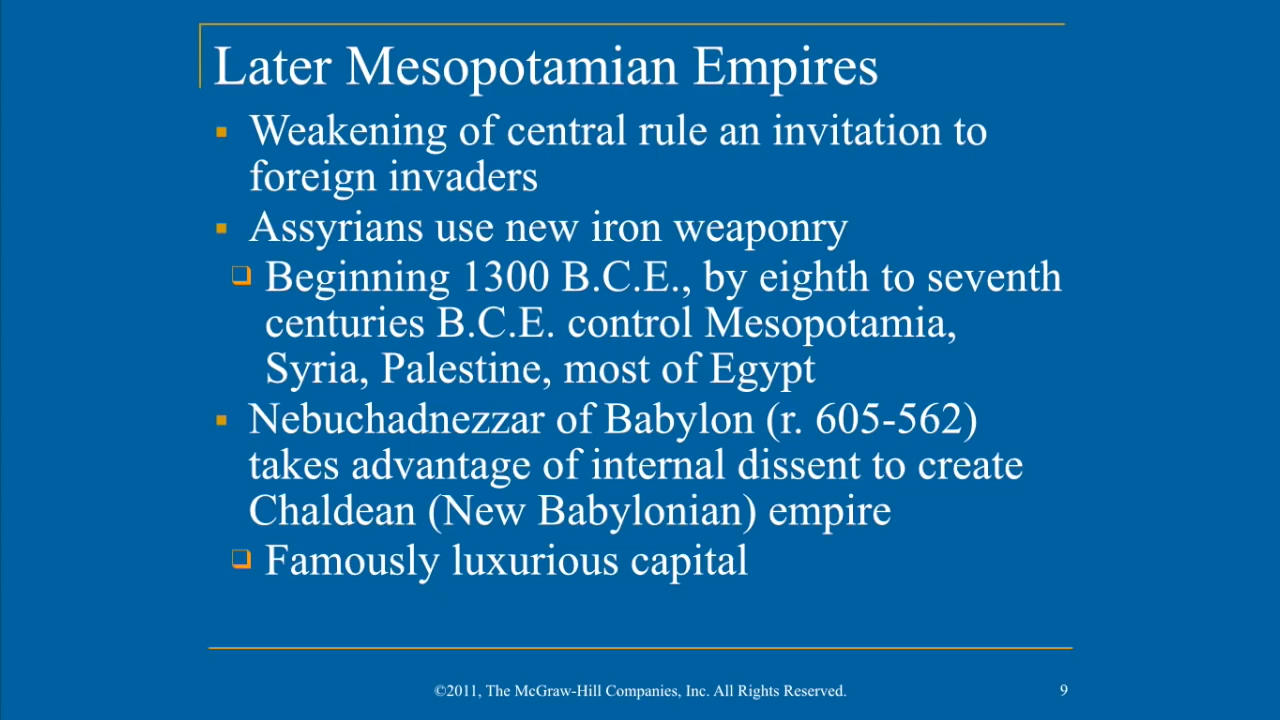 Later Mesopotamian Empires
Weakening of central rule an invitation to
foreign invaders
Assyrians use new iron weaponry
Beginning 1300 B.C.E., by eighth to seventh
centuries B.C.E. control Mesopotamia,
Syria, Palestine, most of Egypt
Nebuchadnezzar of Babylon (r. 605-562)
takes advantage of internal dissent to create
Chaldean (New Babylonian) empire
Famously luxurious capital
©2011, The McGraw-Hill Companies, Inc. All Rights Reserved.
9